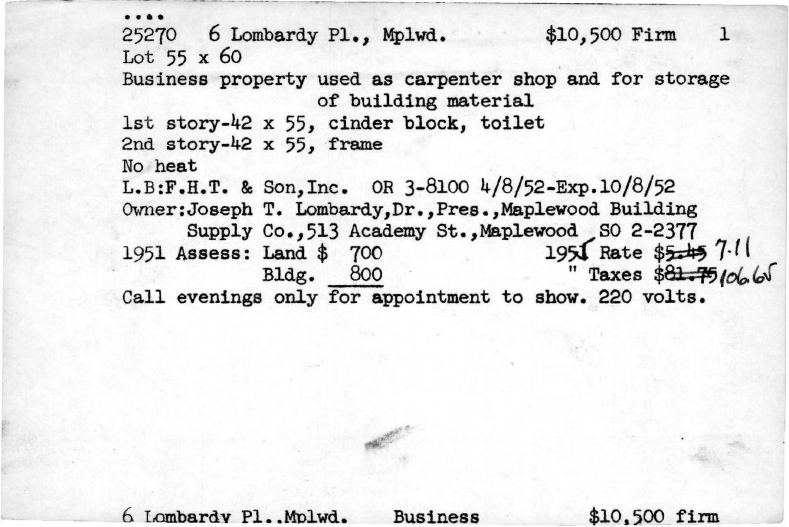 25270 6 Lombardy Pl., Mplwd. $10,500 Firm 1
Lot 55 x 60
Business property used as carpenter shop and for storage
of building material
1st story-42 x 55, cinder block, toilet
2nd story-42 x 55, frame
No heat
L.B:F.H.T. & Son,Inc. OR 3-8100 4/8/52-Exp.10/8/52
Owner:Joseph T. Lombardy,Dr.,Pres.,Maplewood Building
Supply Co.,513 Academy St.,Maplewood SO 2-2377
1951 Assess: Land $ 700 1955 Rate $5.45 7.11
Bldg. 800 " Taxes $81.75 106.65
Call evenings only for appointment to show. 220 volts.
6 Lombardy Pl.,Mplwd. Business $10,500 firm